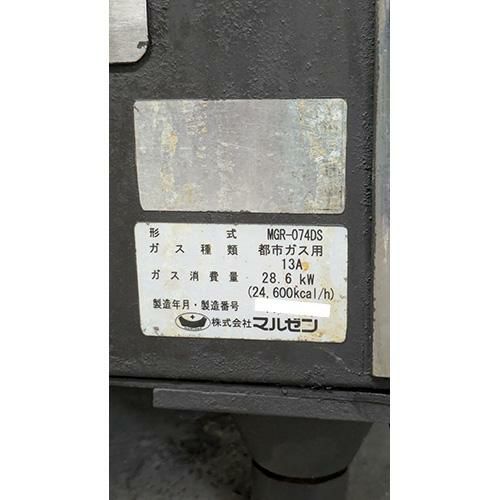 形式 MGR-074DS
ガス種類 都市ガス用
13A
ガス消費量 28.6 kW
(24,600kcal/h)
製造年月・製造番号
株式会社マルゼン